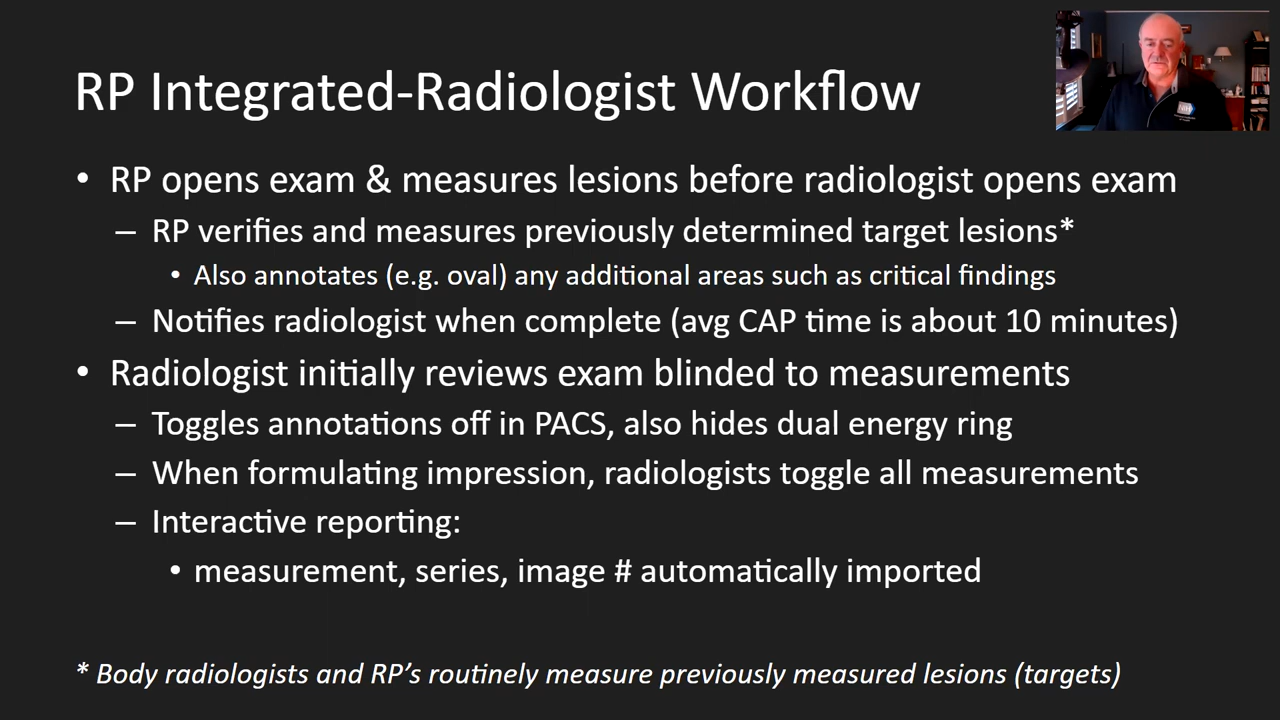 RP Integrated-Radiologist Workflow
• RP opens exam & measures lesions before radiologist opens exam
– RP verifies and measures previously determined target lesions*
• Also annotates (e.g. oval) any additional areas such as critical findings
– Notifies radiologist when complete (avg CAP time is about 10 minutes)
• Radiologist initially reviews exam blinded to measurements
– Toggles annotations off in PACS, also hides dual energy ring
– When formulating impression, radiologists toggle all measurements
– Interactive reporting:
• measurement, series, image # automatically imported
* Body radiologists and RP's routinely measure previously measured lesions (targets)